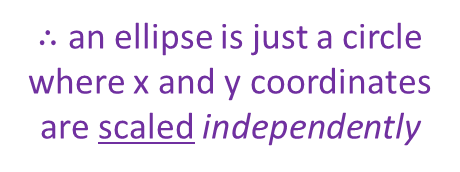 ∴ an ellipse is just a circle
where x and y coordinates
are scaled independently